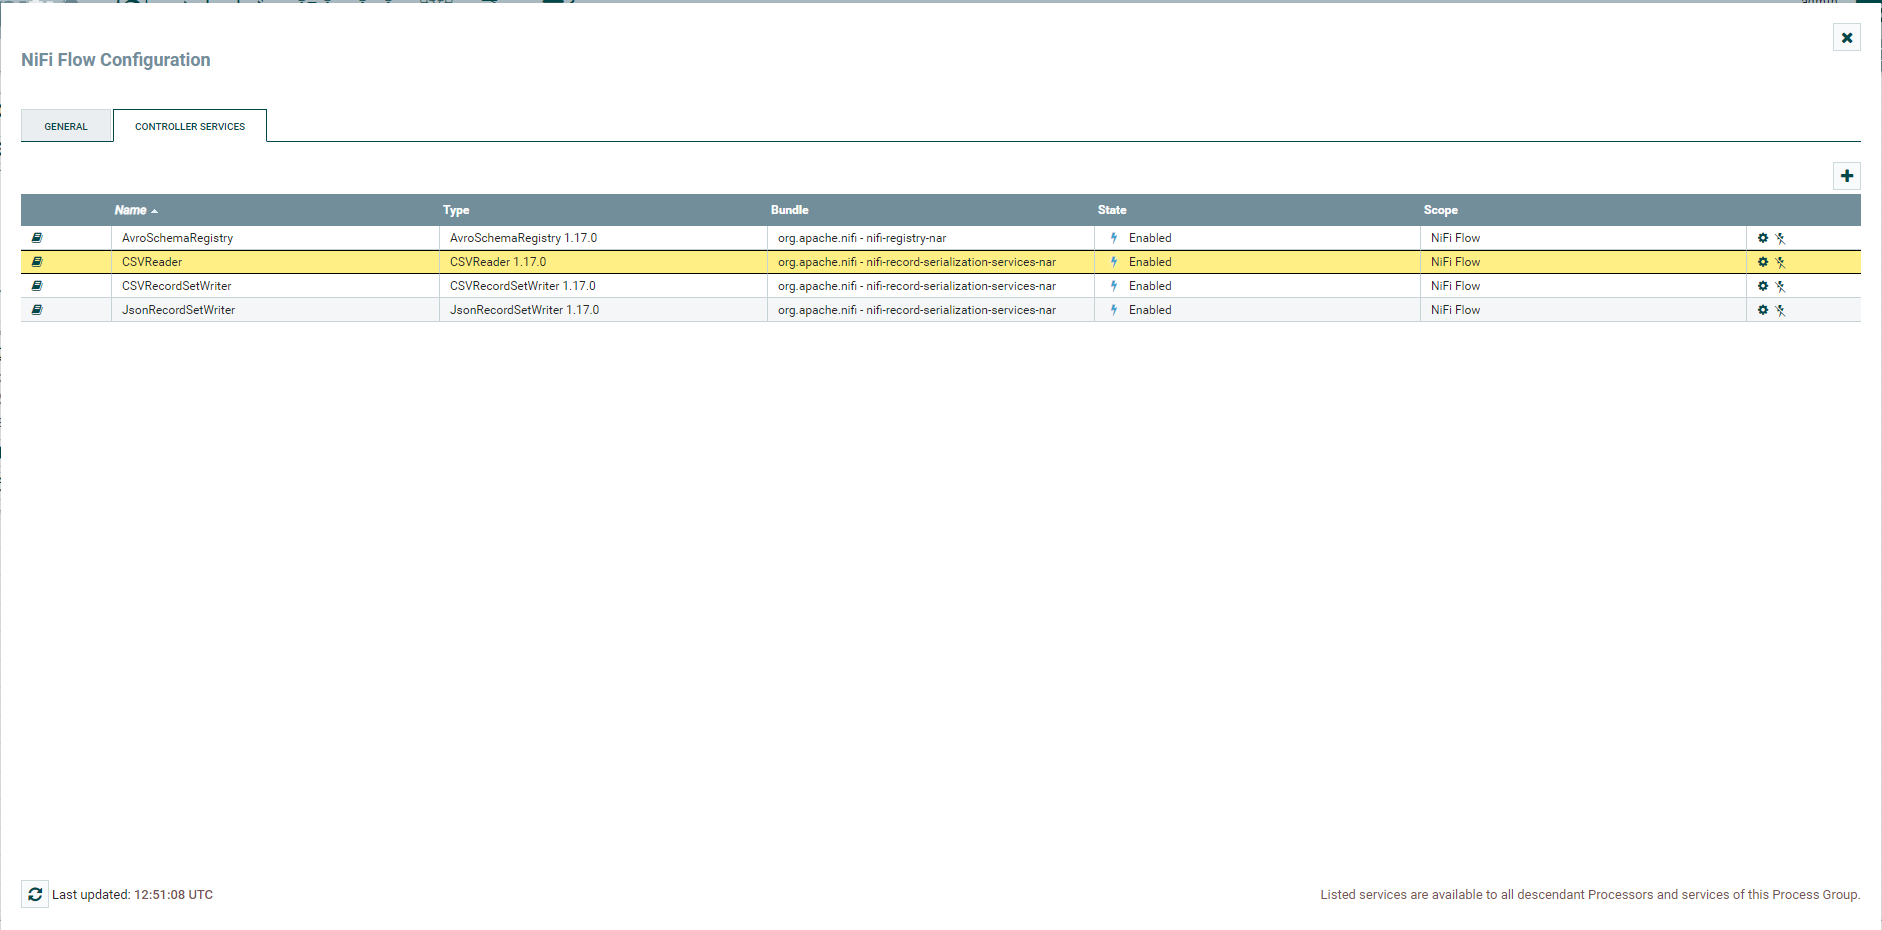 NiFi Flow Configuration
GENERAL
CONTROLLER SERVICES
Name Type Bundle State Scope
AvroSchemaRegistry AvroSchemaRegistry 1.17.0 org.apache.nifi - nifi-registry-nar Enabled NiFi Flow
CSVReader CSVReader 1.17.0 org.apache.nifi - nifi-record-serialization-services-nar Enabled NiFi Flow
CSVRecordSetWriter CSVRecordSetWriter 1.17.0 org.apache.nifi - nifi-record-serialization-services-nar Enabled NiFi Flow
JsonRecordSetWriter JsonRecordSetWriter 1.17.0 org.apache.nifi - nifi-record-serialization-services-nar Enabled NiFi Flow
Last updated: 12:51:08 UTC
Listed services are available to all descendant Processors and services of this Process Group.